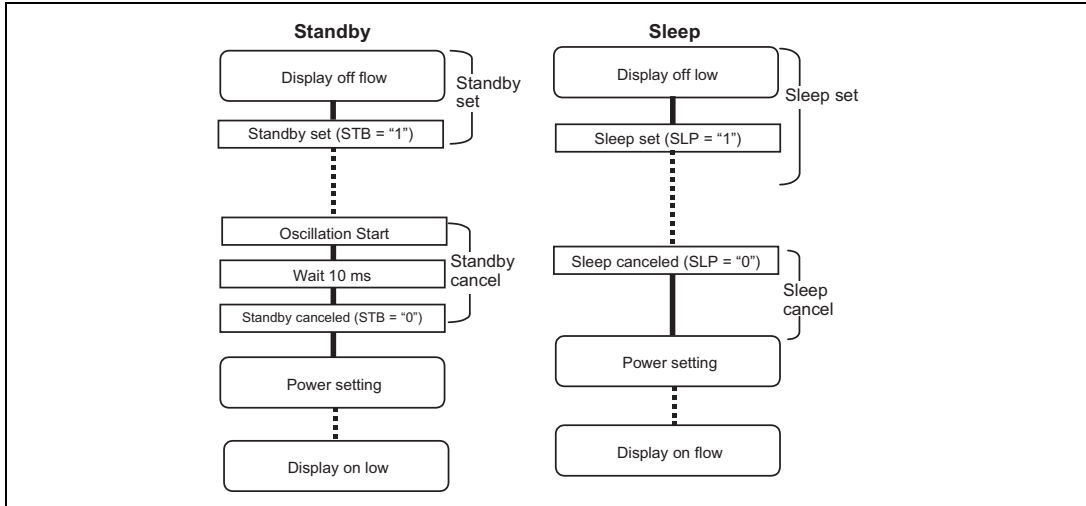 Standby
Display off flow
Standby
set
Standby set (STB = “1”)
Oscillation Start
Wait 10 ms
Standby
cancel
Standby canceled (STB = “0”)
Power setting
Display on low
Sleep
Display off low
Sleep set
Sleep set (SLP = “1”)
Sleep canceled (SLP = “0”)
Sleep
cancel
Power setting
Display on flow